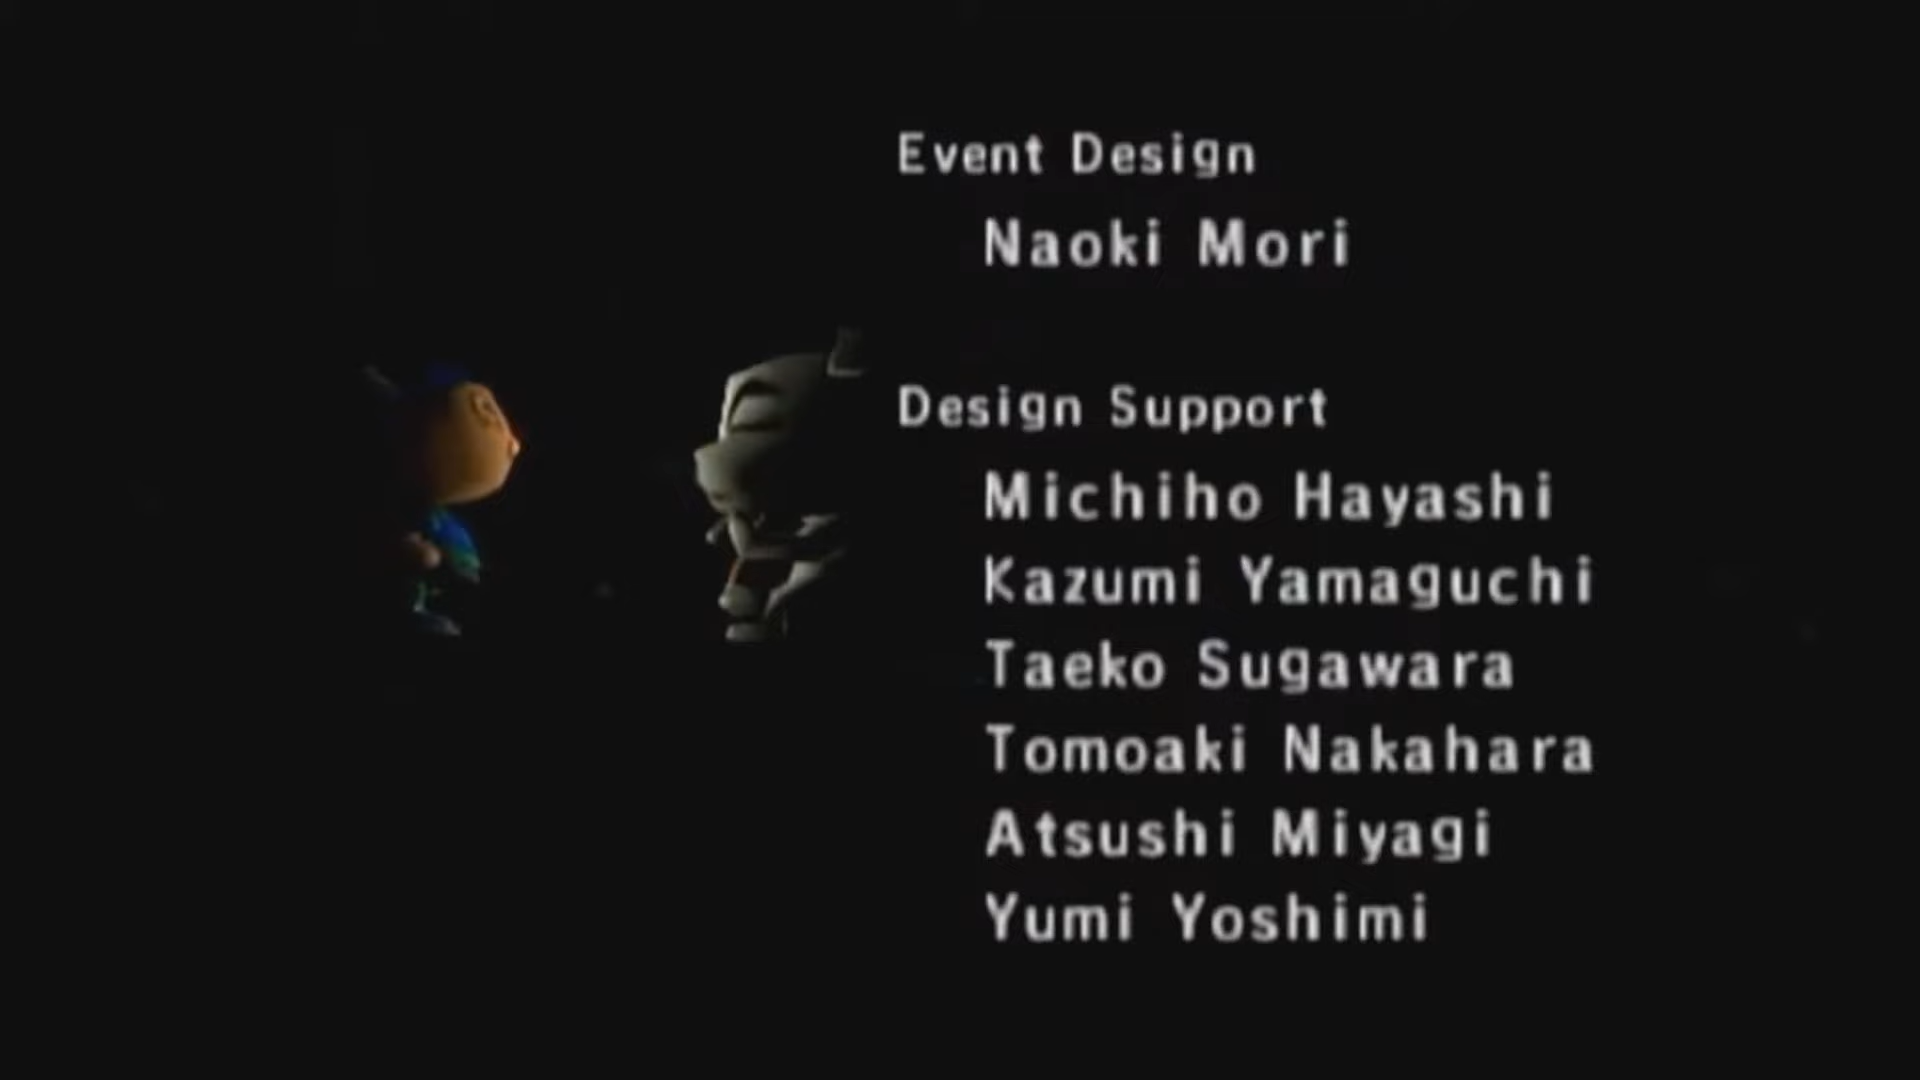 Event Design
Naoki Mori
Design Support
Michiho Hayashi
Kazumi Yamaguchi
Taeko Sugawara
Tomoaki Nakahara
Atsushi Miyagi
Yumi Yoshimi